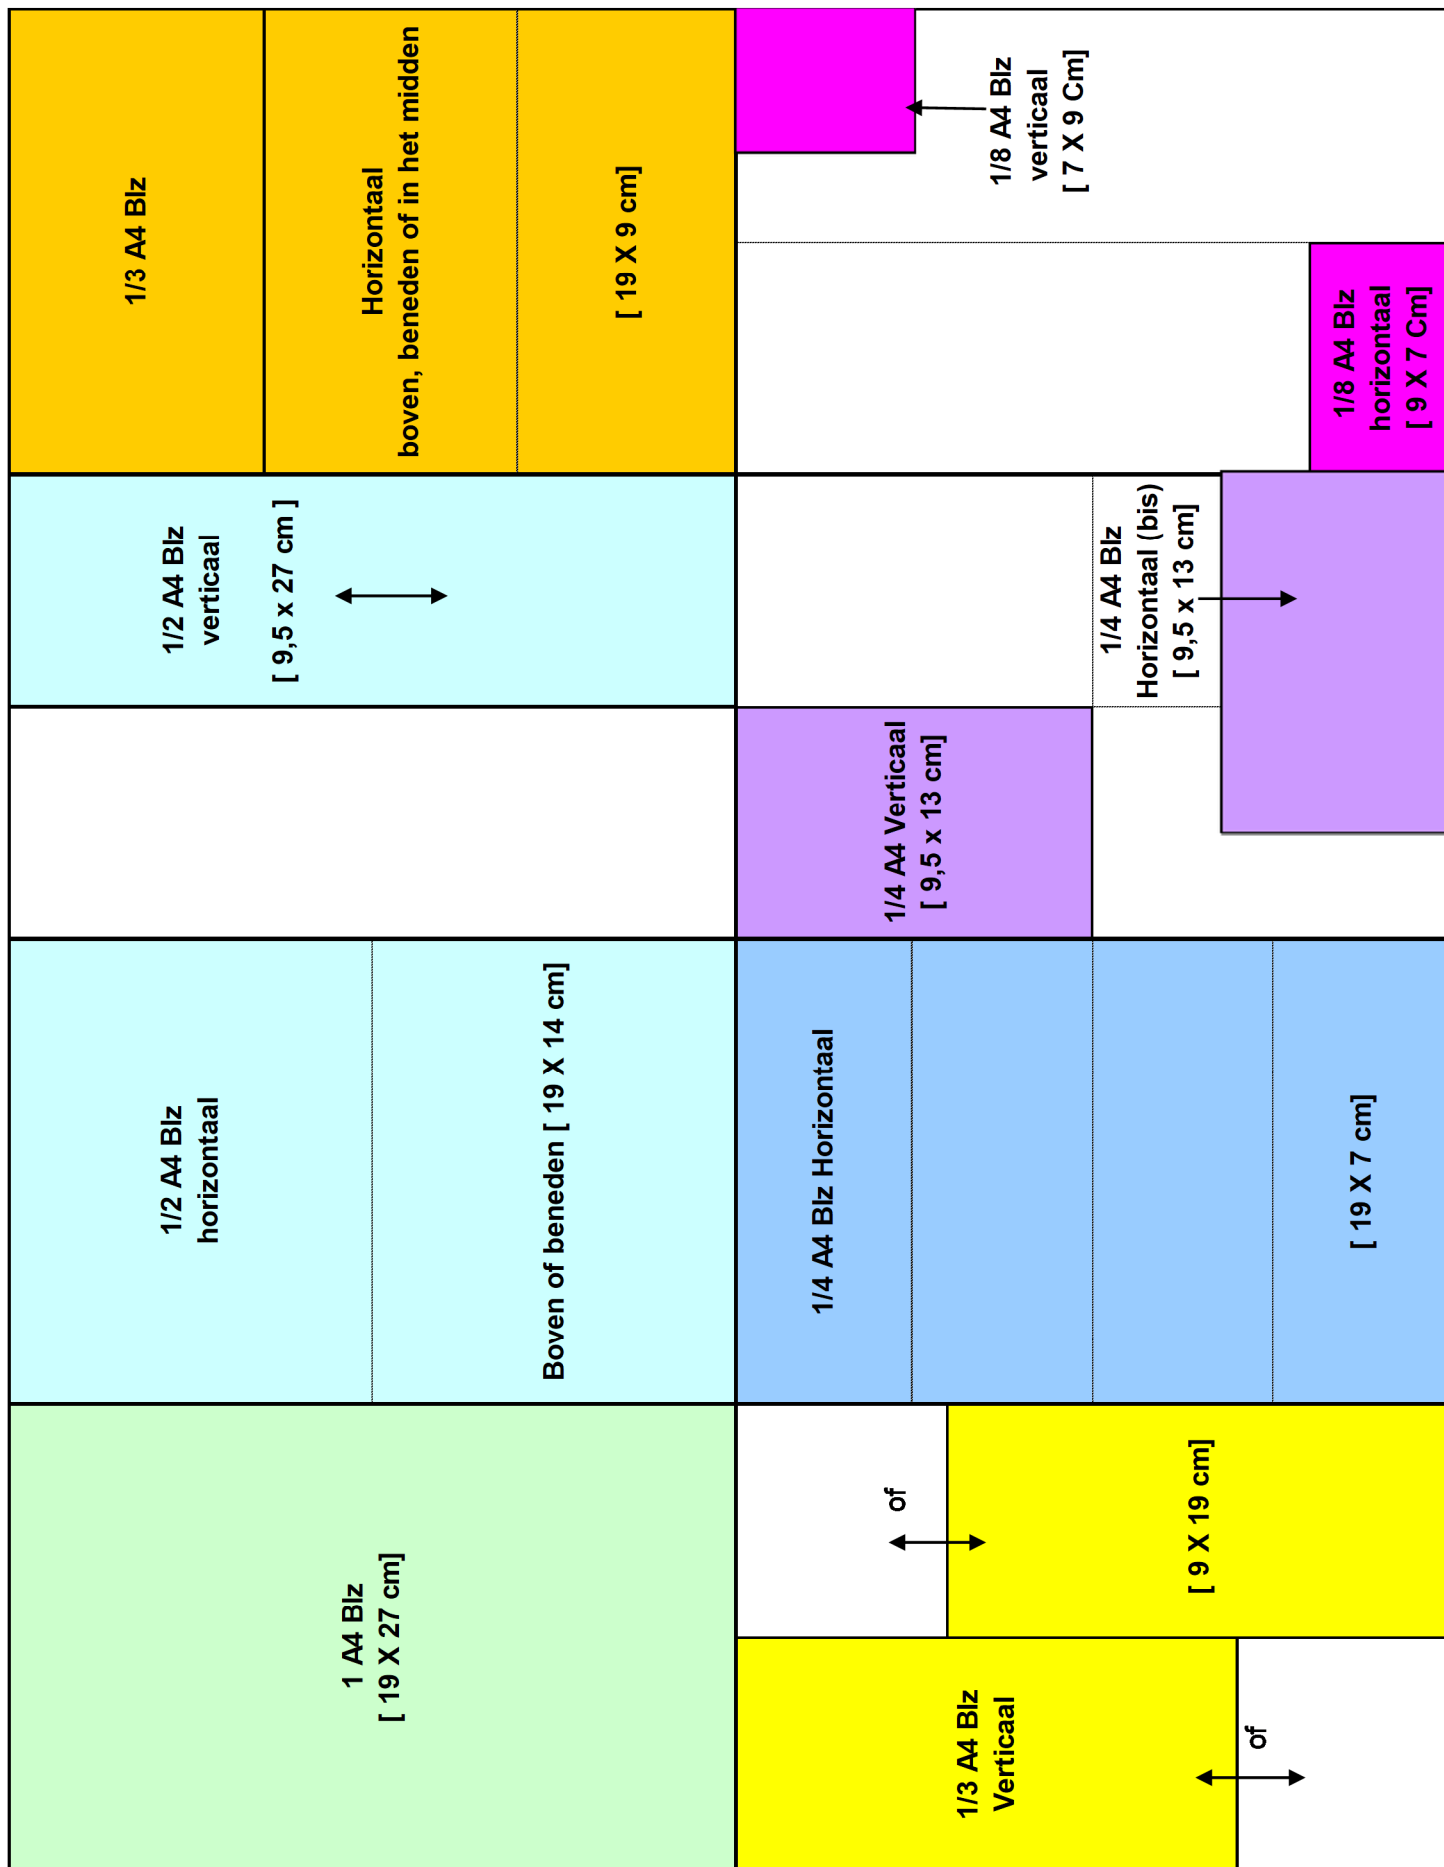 1 A4 Blz
[ 19 X 27 cm]
1/2 A4 Blz
horizontaal
Boven of beneden [ 19 X 14 cm]
1/2 A4 Blz
verticaal
[ 9,5 x 27 cm ]
1/3 A4 Blz
Horizontaal
boven, beneden of in het midden
[ 19 X 9 cm]
1/3 A4 Blz
Verticaal
of
of
[ 9 X 19 cm]
1/4 A4 Blz Horizontaal
[ 19 X 7 cm]
1/4 A4 Verticaal
[ 9,5 x 13 cm]
1/4 A4 Blz
Horizontaal (bis)
[ 9,5 x 13 cm]
1/8 A4 Blz
verticaal
[ 7 X 9 Cm]
1/8 A4 Blz
horizontaal
[ 9 X 7 Cm]